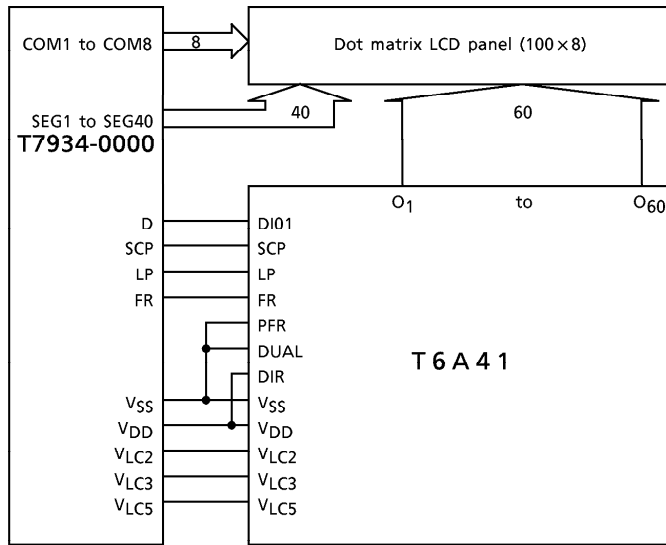 COM1 to COM8
8
Dot matrix LCD panel (100×8)
SEG1 to SEG40
40
60
T7934-0000
O1 to O60
D
DI01
SCP
SCP
LP
LP
FR
FR
PFR
DUAL
T6A41
DIR
VSS
VSS
VDD
VDD
VLC2
VLC2
VLC3
VLC3
VLC5
VLC5